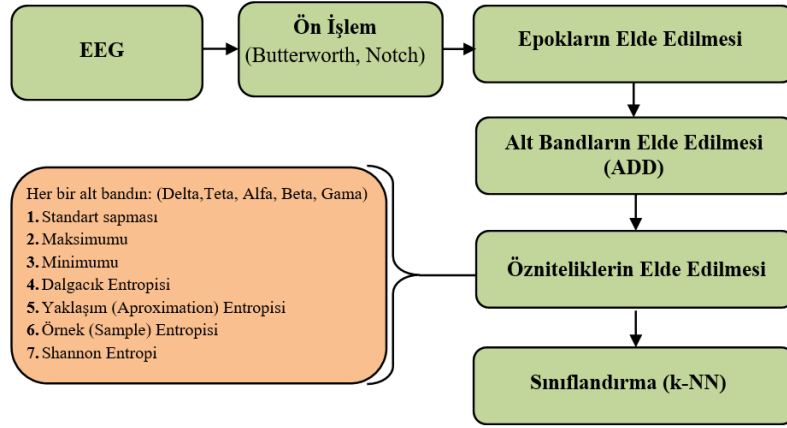 EEG
Ön İşlem
(Butterworth, Notch)
Epokların Elde Edilmesi
Alt Bandların Elde Edilmesi
(ADD)
Özniteliklerin Elde Edilmesi
Sınıflandırma (k-NN)
Her bir alt bandın: (Delta,Teta, Alfa, Beta, Gama)
1. Standart sapması
2. Maksimumu
3. Minimumu
4. Dalgacık Entropisi
5. Yaklaşım (Aproximation) Entropisi
6. Örnek (Sample) Entropisi
7. Shannon Entropi